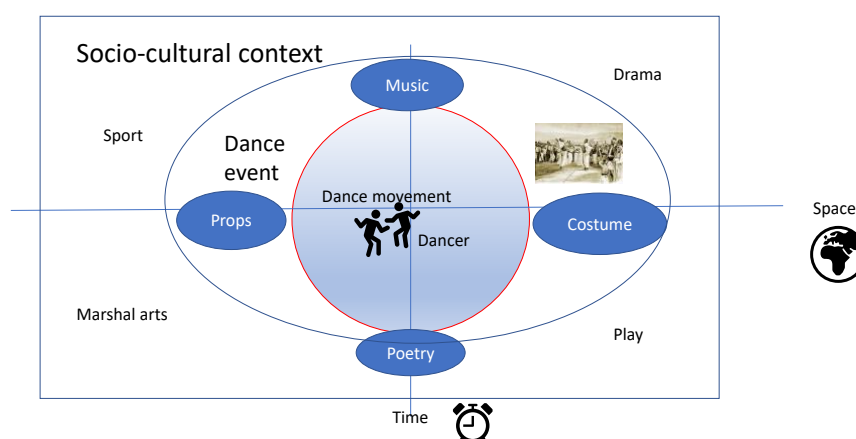 Socio-cultural context
Music
Drama
Sport
Dance
event
Dance movement
Props
Costume
Space
Dancer
Marshal arts
Play
Poetry
Time